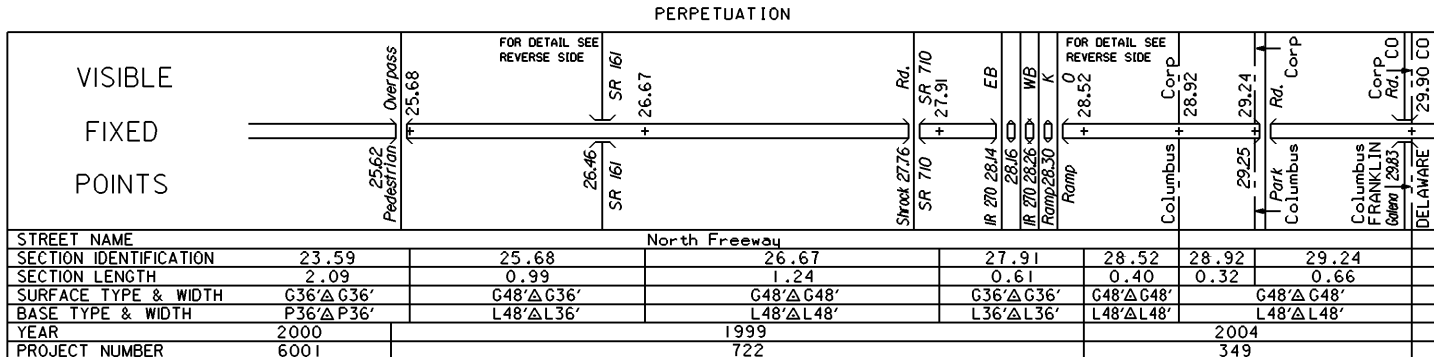 PERPETUATION
VISIBLE
FIXED
POINTS
Pedestrian Overpass
25.62
25.68
FOR DETAIL SEE
REVERSE SIDE
SR 161
26.46
SR 161
26.67
Shrock 27.76 Rd.
SR 710
SR 710
27.91
IR 270 28.14 EB
28.16
IR 270 28.26 WB
Ramp 28.30 K
Ramp O
FOR DETAIL SEE
REVERSE SIDE
28.52
Columbus Corp
28.92
29.24
29.25
Corp
Park Rd.
Columbus
Columbus Corp
FRANKLIN CO
Galena 29.83 Rd.
DELAWARE CO
29.90
STREET NAME North Freeway
SECTION IDENTIFICATION 23.59 25.68 26.67 27.91 28.52 28.92 29.24
SECTION LENGTH 2.09 0.99 1.24 0.61 0.40 0.32 0.66
SURFACE TYPE & WIDTH G36'△G36' G48'△G36' G48'△G48' G36'△G36' G48'△G48' G48'△G48'
BASE TYPE & WIDTH P36'△P36' L48'△L36' L48'△L48' L36'△L36' L48'△L48' L48'△L48'
YEAR 2000 1999 2004
PROJECT NUMBER 6001 722 349